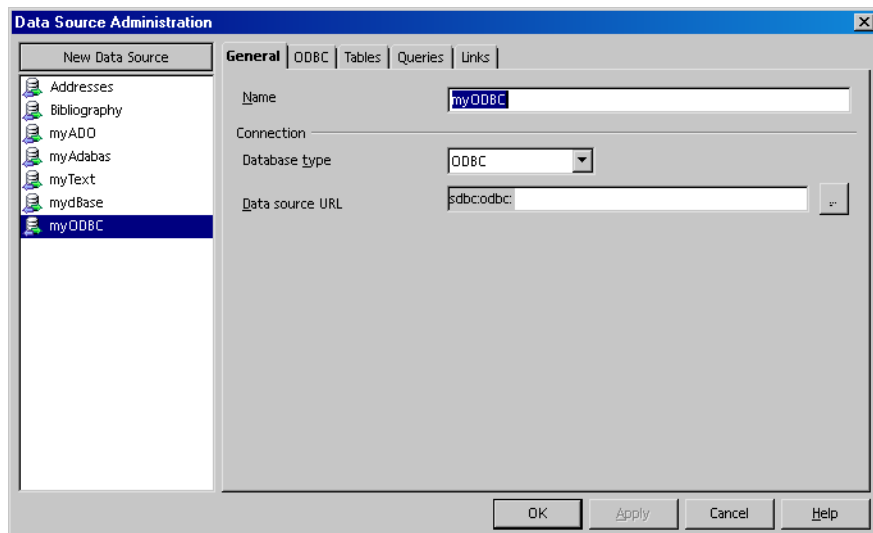 Data Source Administration
New Data Source
Addresses
Bibliography
myADO
myAdabas
myText
mydBase
myODBC
General ODBC Tables Queries Links
Name myODBC
Connection
Database type ODBC
Data source URL sdbc:odbc: ...
OK Apply Cancel Help